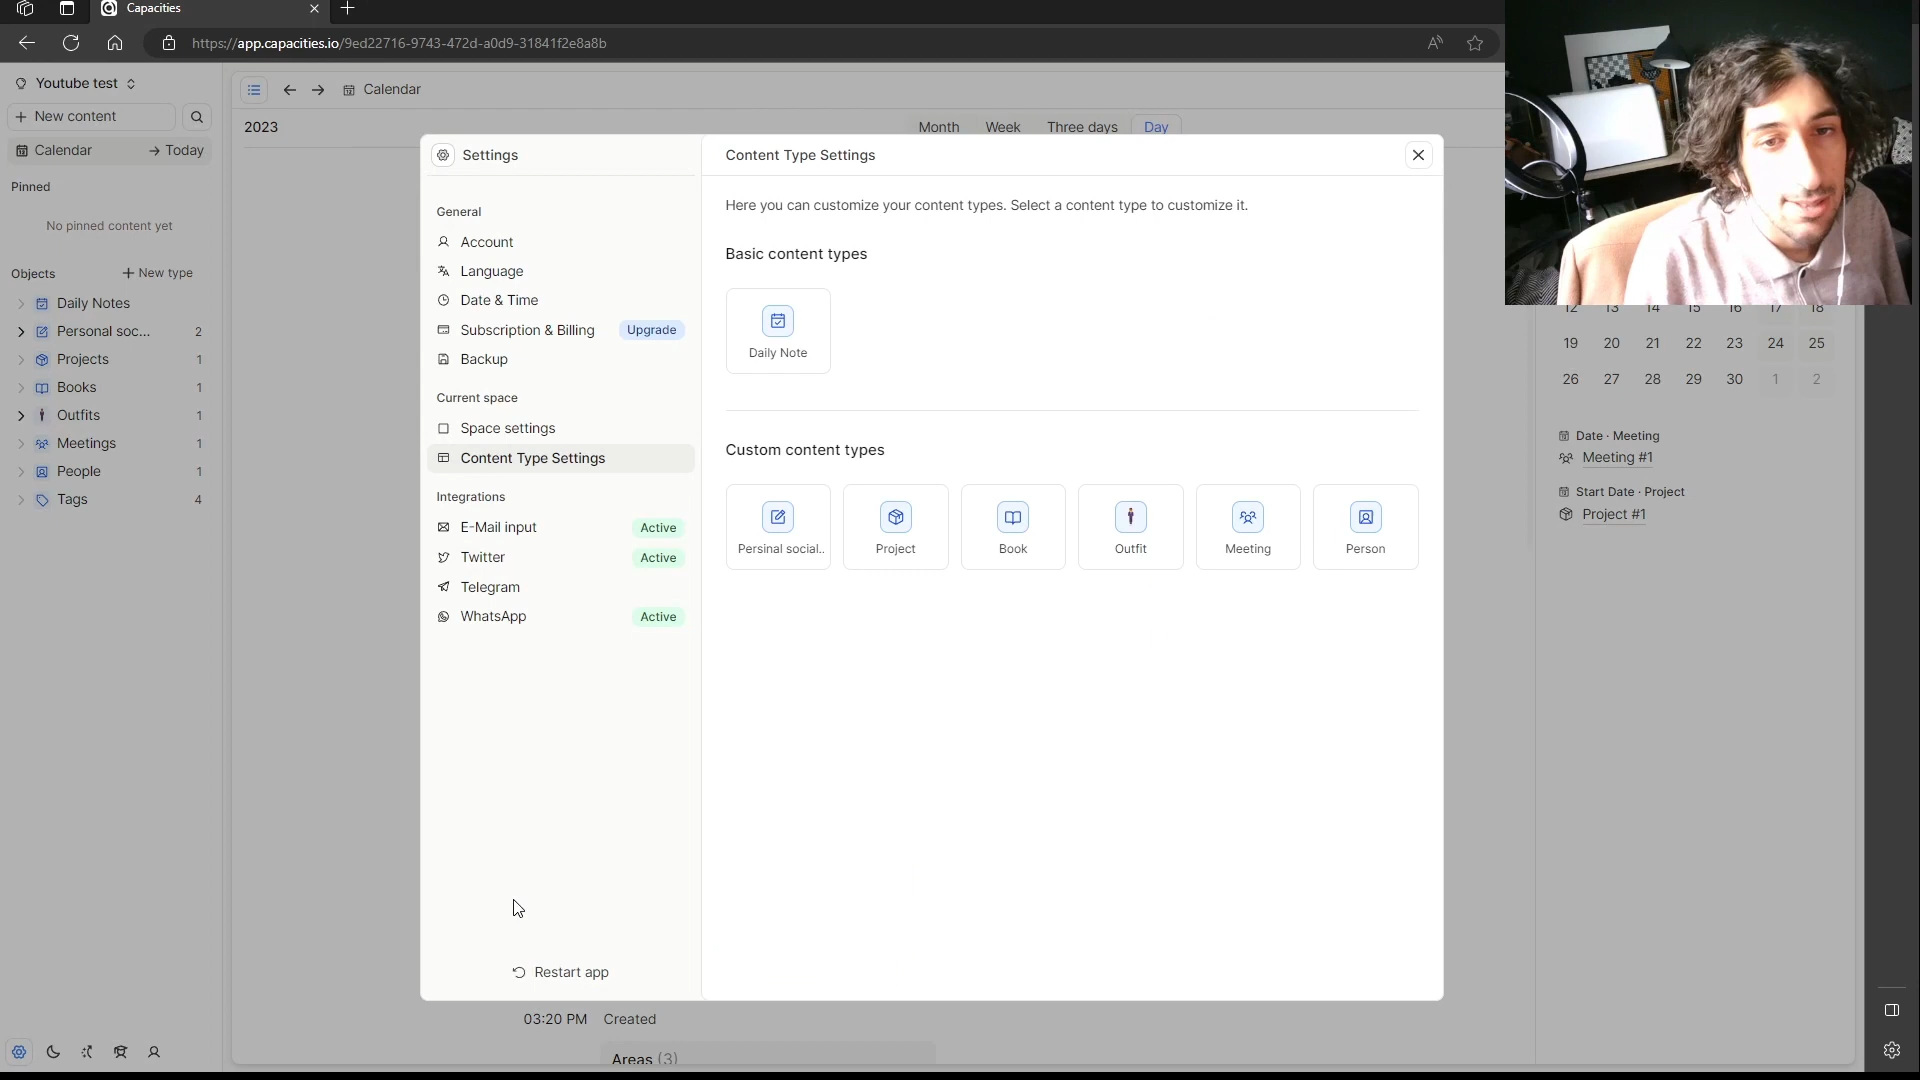 Capacities
https://app.capacities.io/9ed22716-9743-472d-a0d9-31841f2e8a8b
Youtube test
New content
Calendar
Today
Pinned
No pinned content yet
Objects
New type
Daily Notes
Personal soc... 2
Projects 1
Books 1
Outfits 1
Meetings 1
People 1
Tags 4
Calendar
2023
Month Week Three days Day
Settings
General
Account
Language
Date & Time
Subscription & Billing Upgrade
Backup
Current space
Space settings
Content Type Settings
Integrations
E-Mail input Active
Twitter Active
Telegram
WhatsApp Active
Restart app
Content Type Settings
Here you can customize your content types. Select a content type to customize it.
Basic content types
Daily Note
Custom content types
Persinal social..
Project
Book
Outfit
Meeting
Person
03:20 PM Created
Areas (3)
12 13 14 15 16 17 18
19 20 21 22 23 24 25
26 27 28 29 30 1 2
Date · Meeting
Meeting #1
Start Date · Project
Project #1